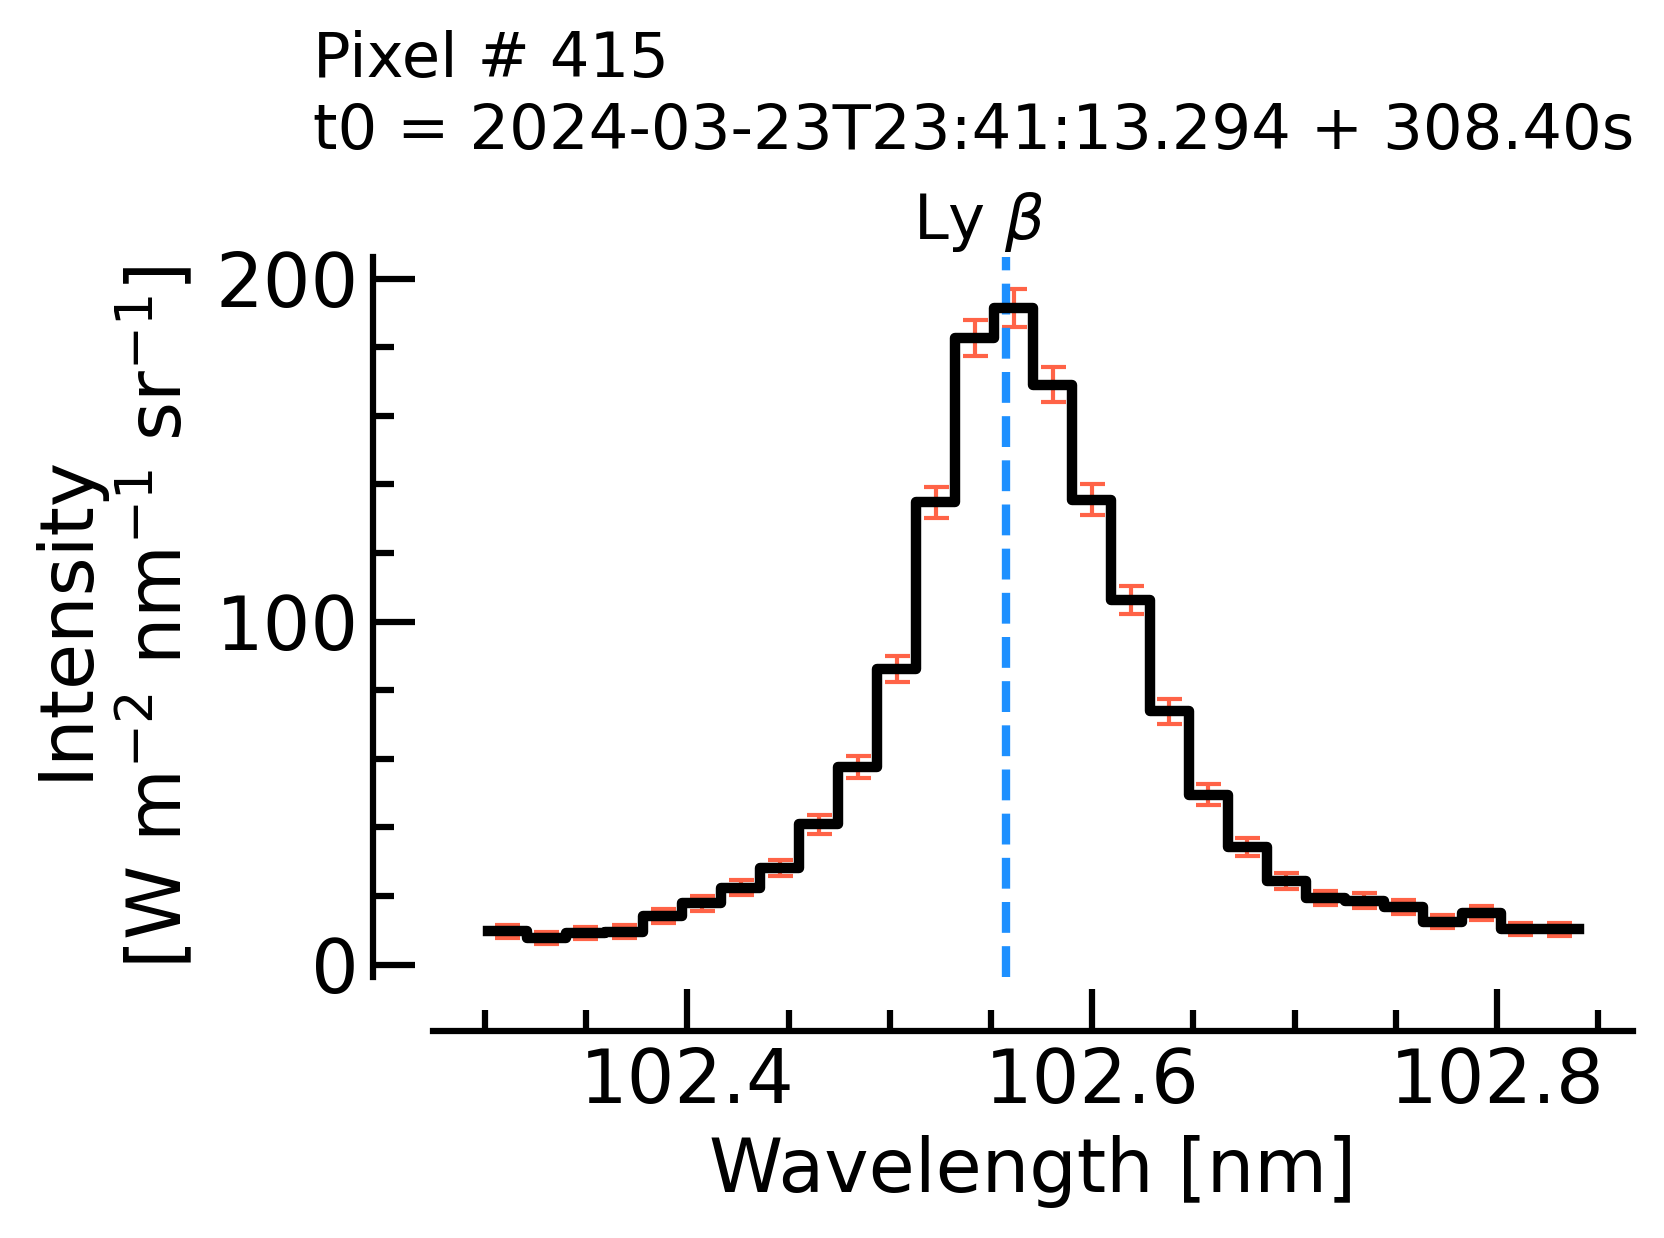 Pixel # 415
t0 = 2024-03-23T23:41:13.294 + 308.40s
Ly β
Intensity
[W m⁻² nm⁻¹ sr⁻¹]
200
100
0
102.4 102.6 102.8
Wavelength [nm]